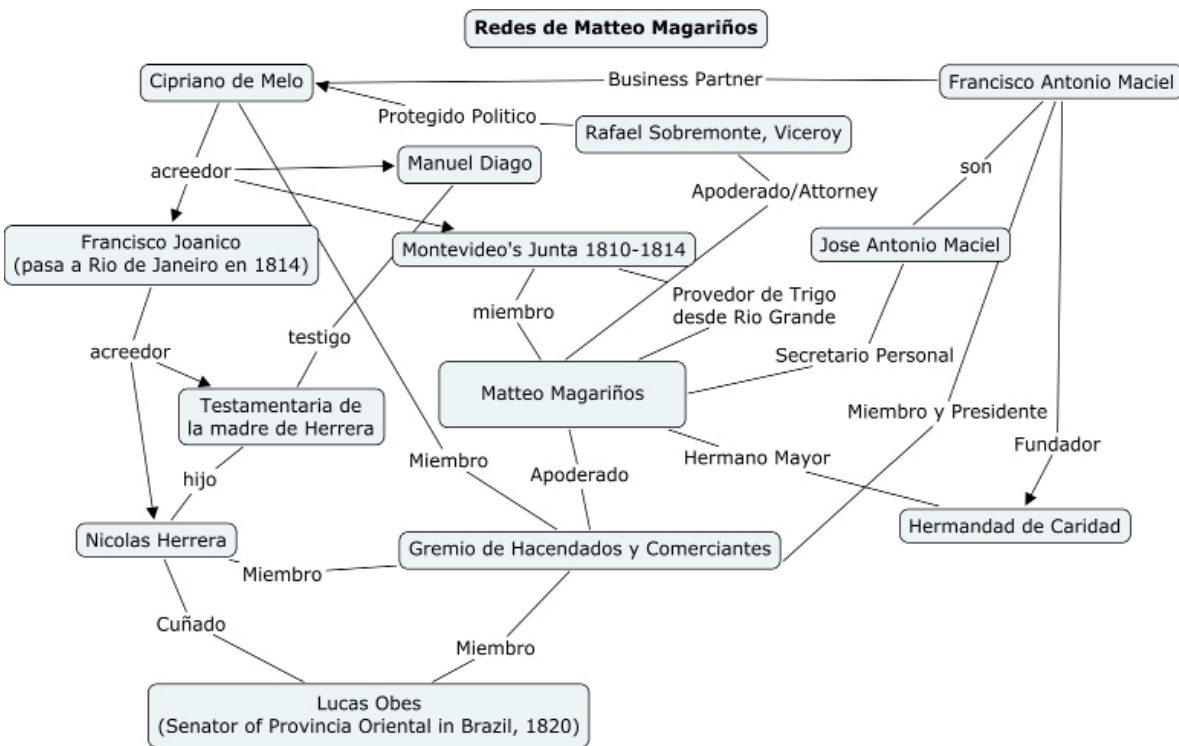 Redes de Matteo Magariños
Cipriano de Melo
Business Partner
Francisco Antonio Maciel
Protegido Politico
Rafael Sobremonte, Viceroy
Manuel Diago
acreedor
son
Apoderado/Attorney
Francisco Joanico
(pasa a Rio de Janeiro en 1814)
Montevideo's Junta 1810-1814
Jose Antonio Maciel
miembro
Provedor de Trigo
desde Rio Grande
testigo
acreedor
Secretario Personal
Matteo Magariños
Testamentaria de
la madre de Herrera
Miembro y Presidente
Fundador
Miembro
Hermano Mayor
Apoderado
hijo
Nicolas Herrera
Gremio de Hacendados y Comerciantes
Hermandad de Caridad
Miembro
Cuñado
Miembro
Lucas Obes
(Senator of Provincia Oriental in Brazil, 1820)